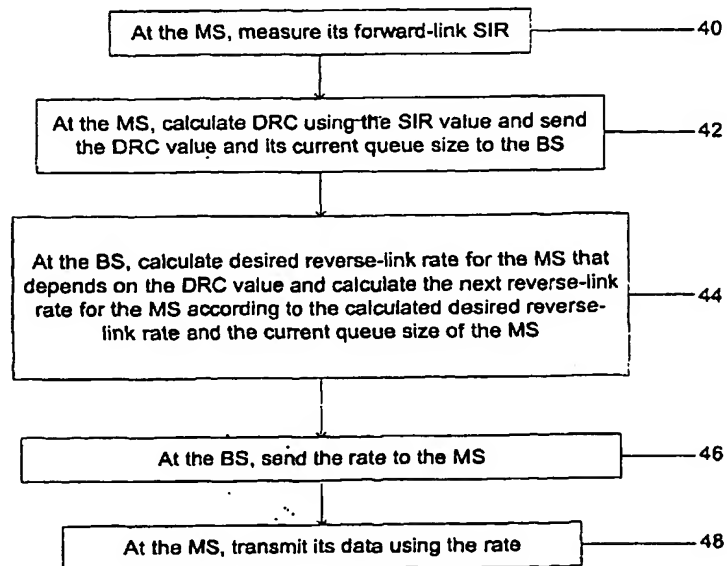 At the MS, measure its forward-link SIR
40
At the MS, calculate DRC using the SIR value and send
the DRC value and its current queue size to the BS
42
At the BS, calculate desired reverse-link rate for the MS that
depends on the DRC value and calculate the next reverse-link
rate for the MS according to the calculated desired reverse-
link rate and the current queue size of the MS
44
At the BS, send the rate to the MS
46
At the MS, transmit its data using the rate
48